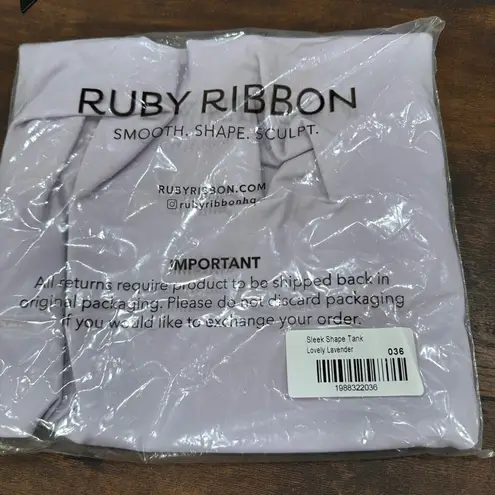 RUBY RIBBON
SMOOTH. SHAPE. SCULPT.
RUBYRIBBON.COM
rubyribbonhq
IMPORTANT
All returns require product to be shipped back in
original packaging. Please do not discard packaging
if you would like to exchange your order.
Sleek Shape Tank
Lovely Lavender
036
1988322036